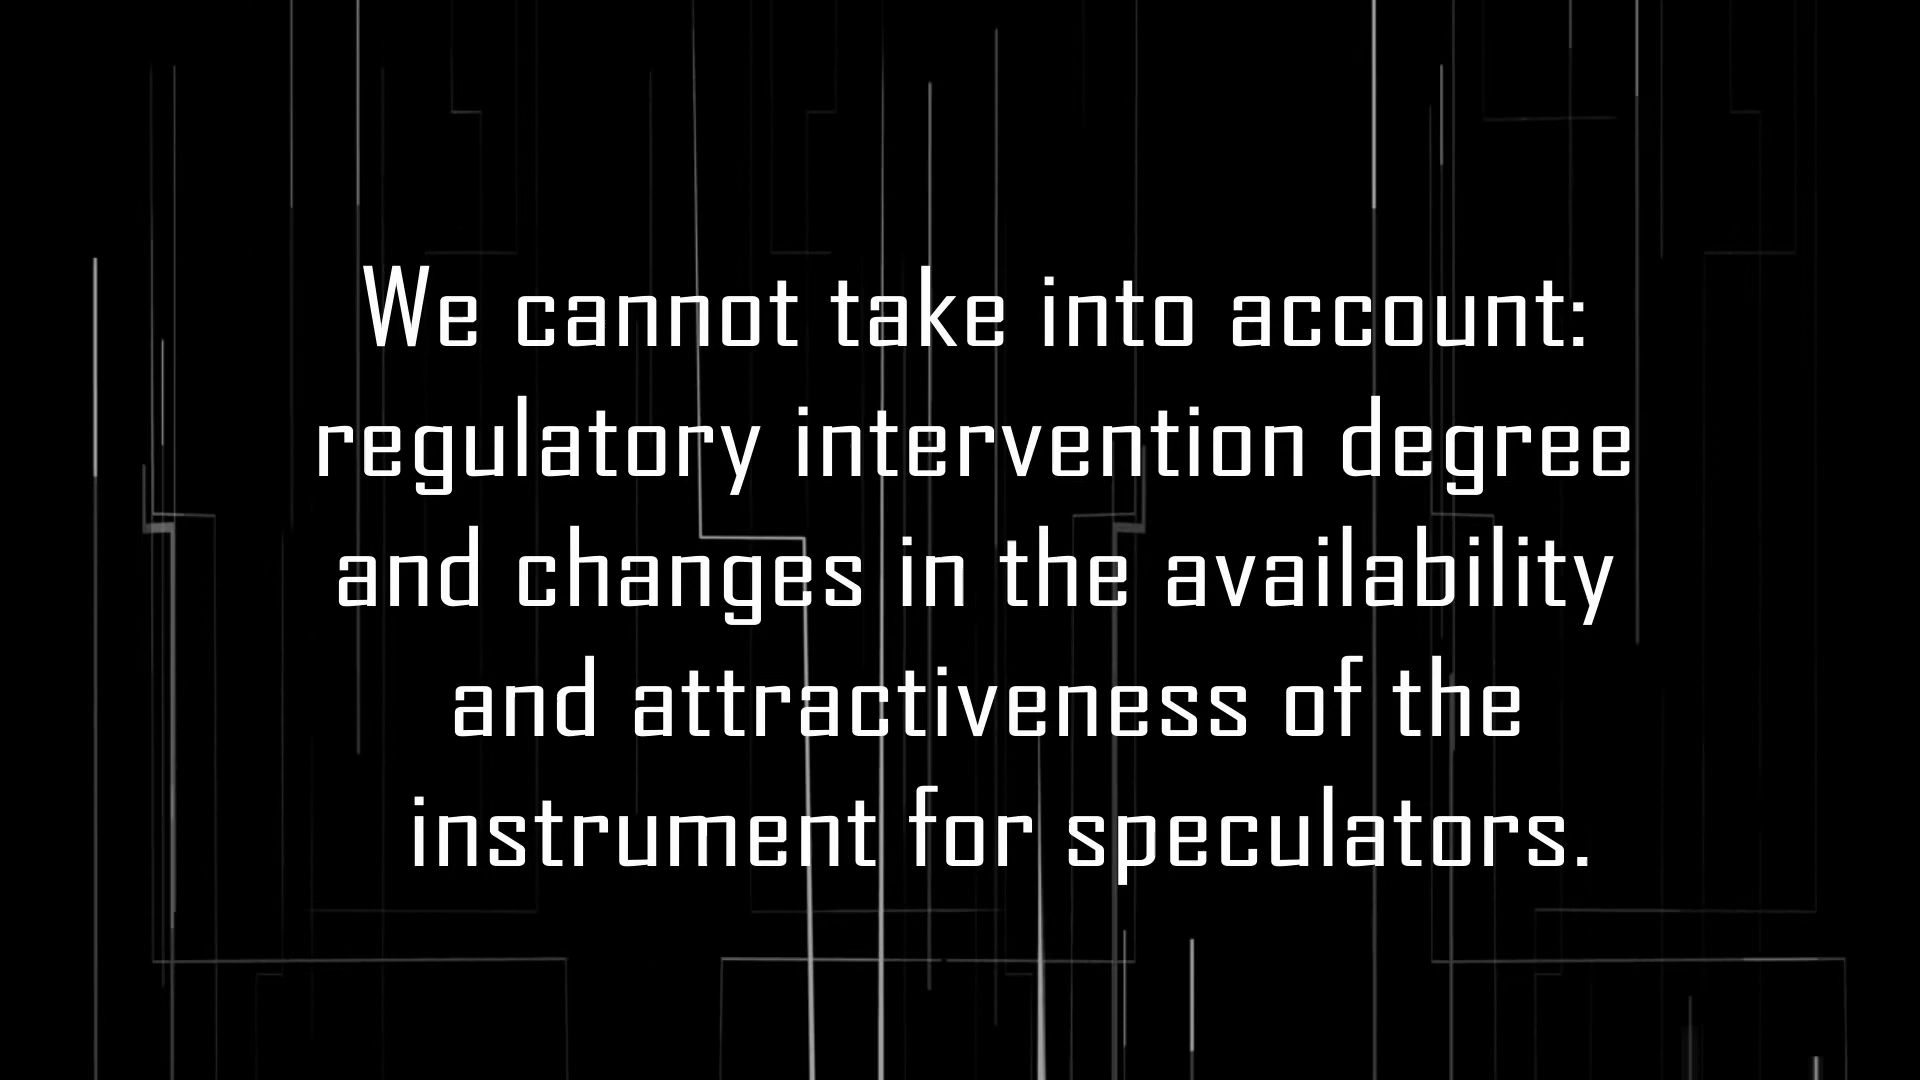 We cannot take into account:
regulatory intervention degree
and changes in the availability
and attractiveness of the
instrument for speculators.